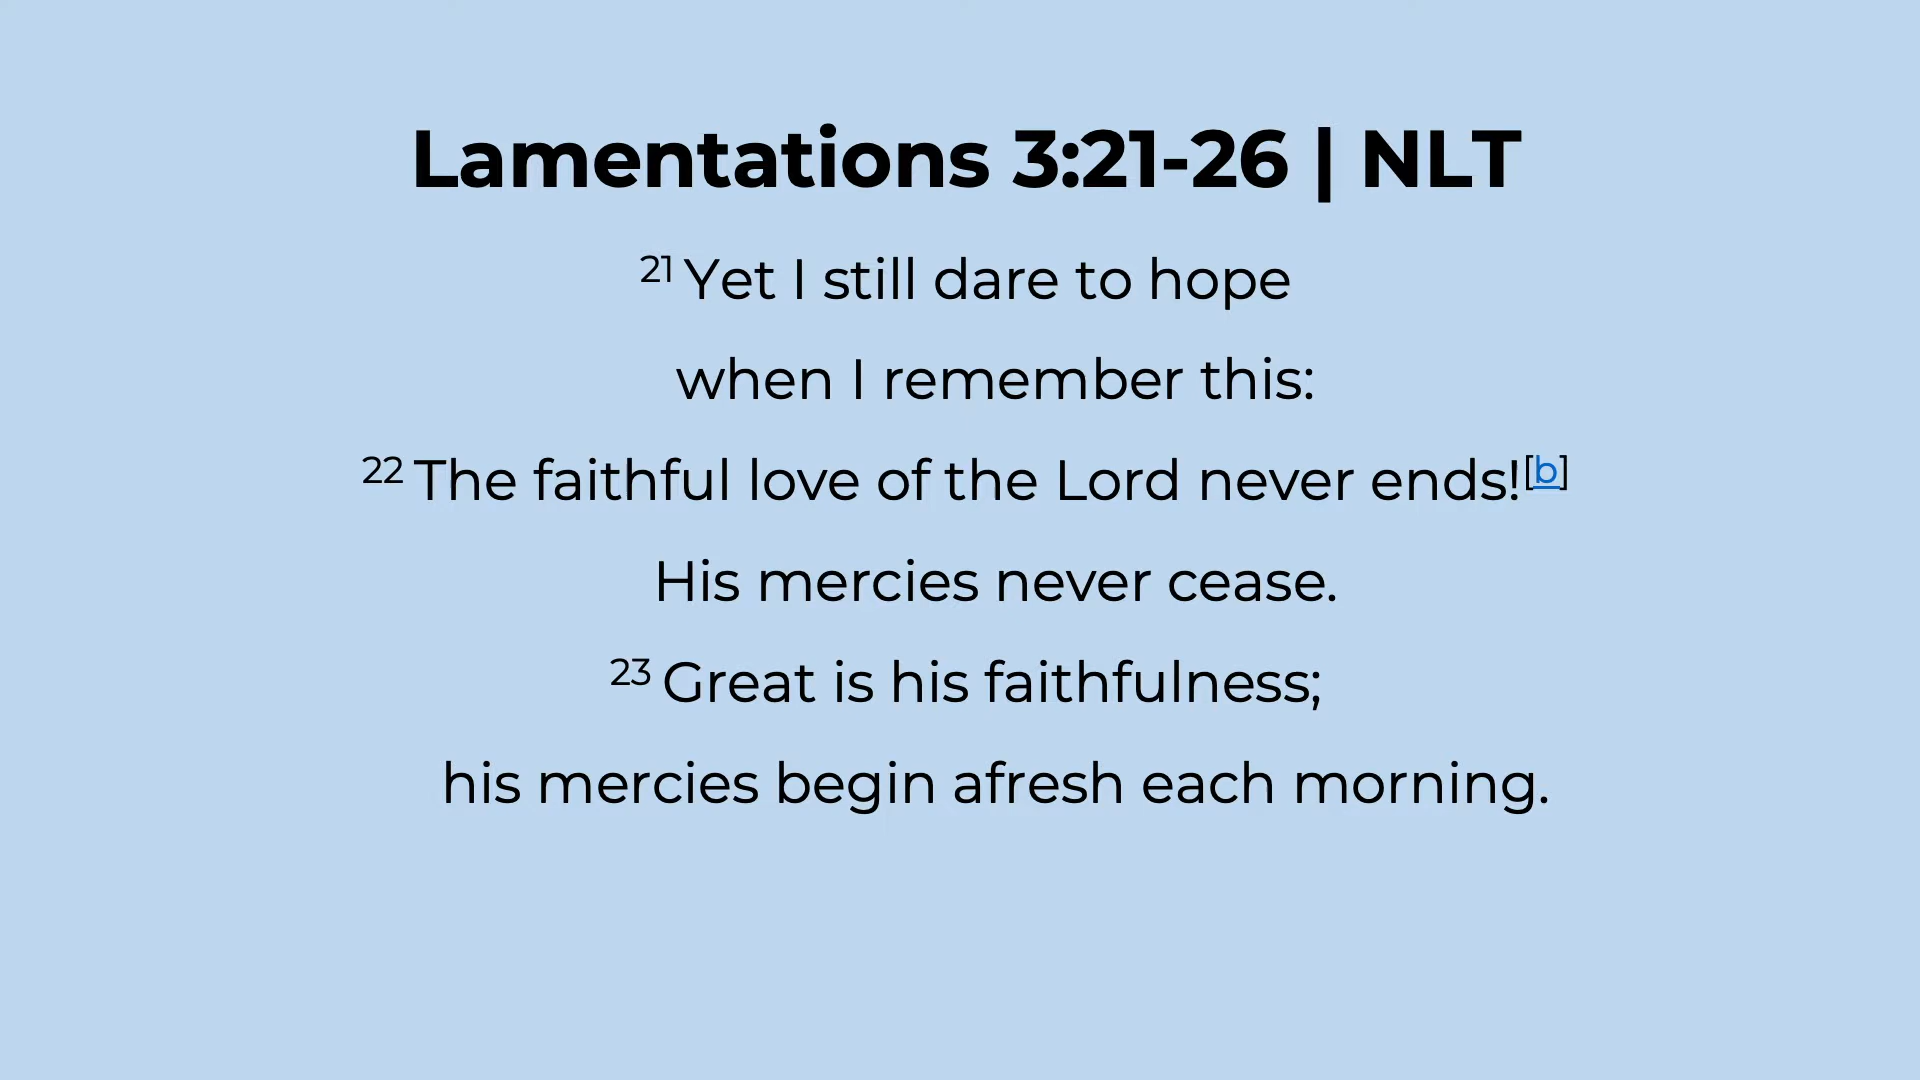 Lamentations 3:21-26 | NLT
21 Yet I still dare to hope
when I remember this:
22 The faithful love of the Lord never ends![b]
His mercies never cease.
23 Great is his faithfulness;
his mercies begin afresh each morning.